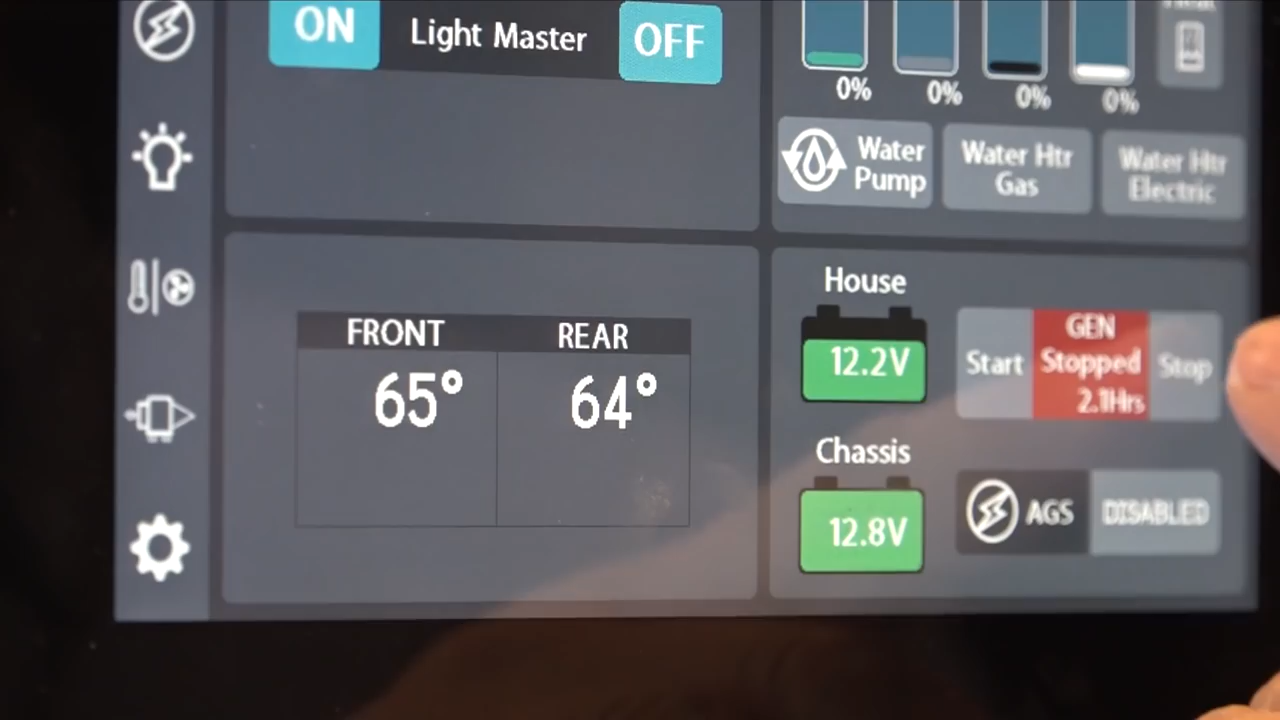 ON
Light Master
OFF
0%
0%
0%
0%
Water
Pump
Water Htr
Gas
Water Htr
Electric
FRONT
REAR
65°
64°
House
12.2V
Start
GEN
Stopped
2.1Hrs
Stop
Chassis
12.8V
AGS
DISABLED